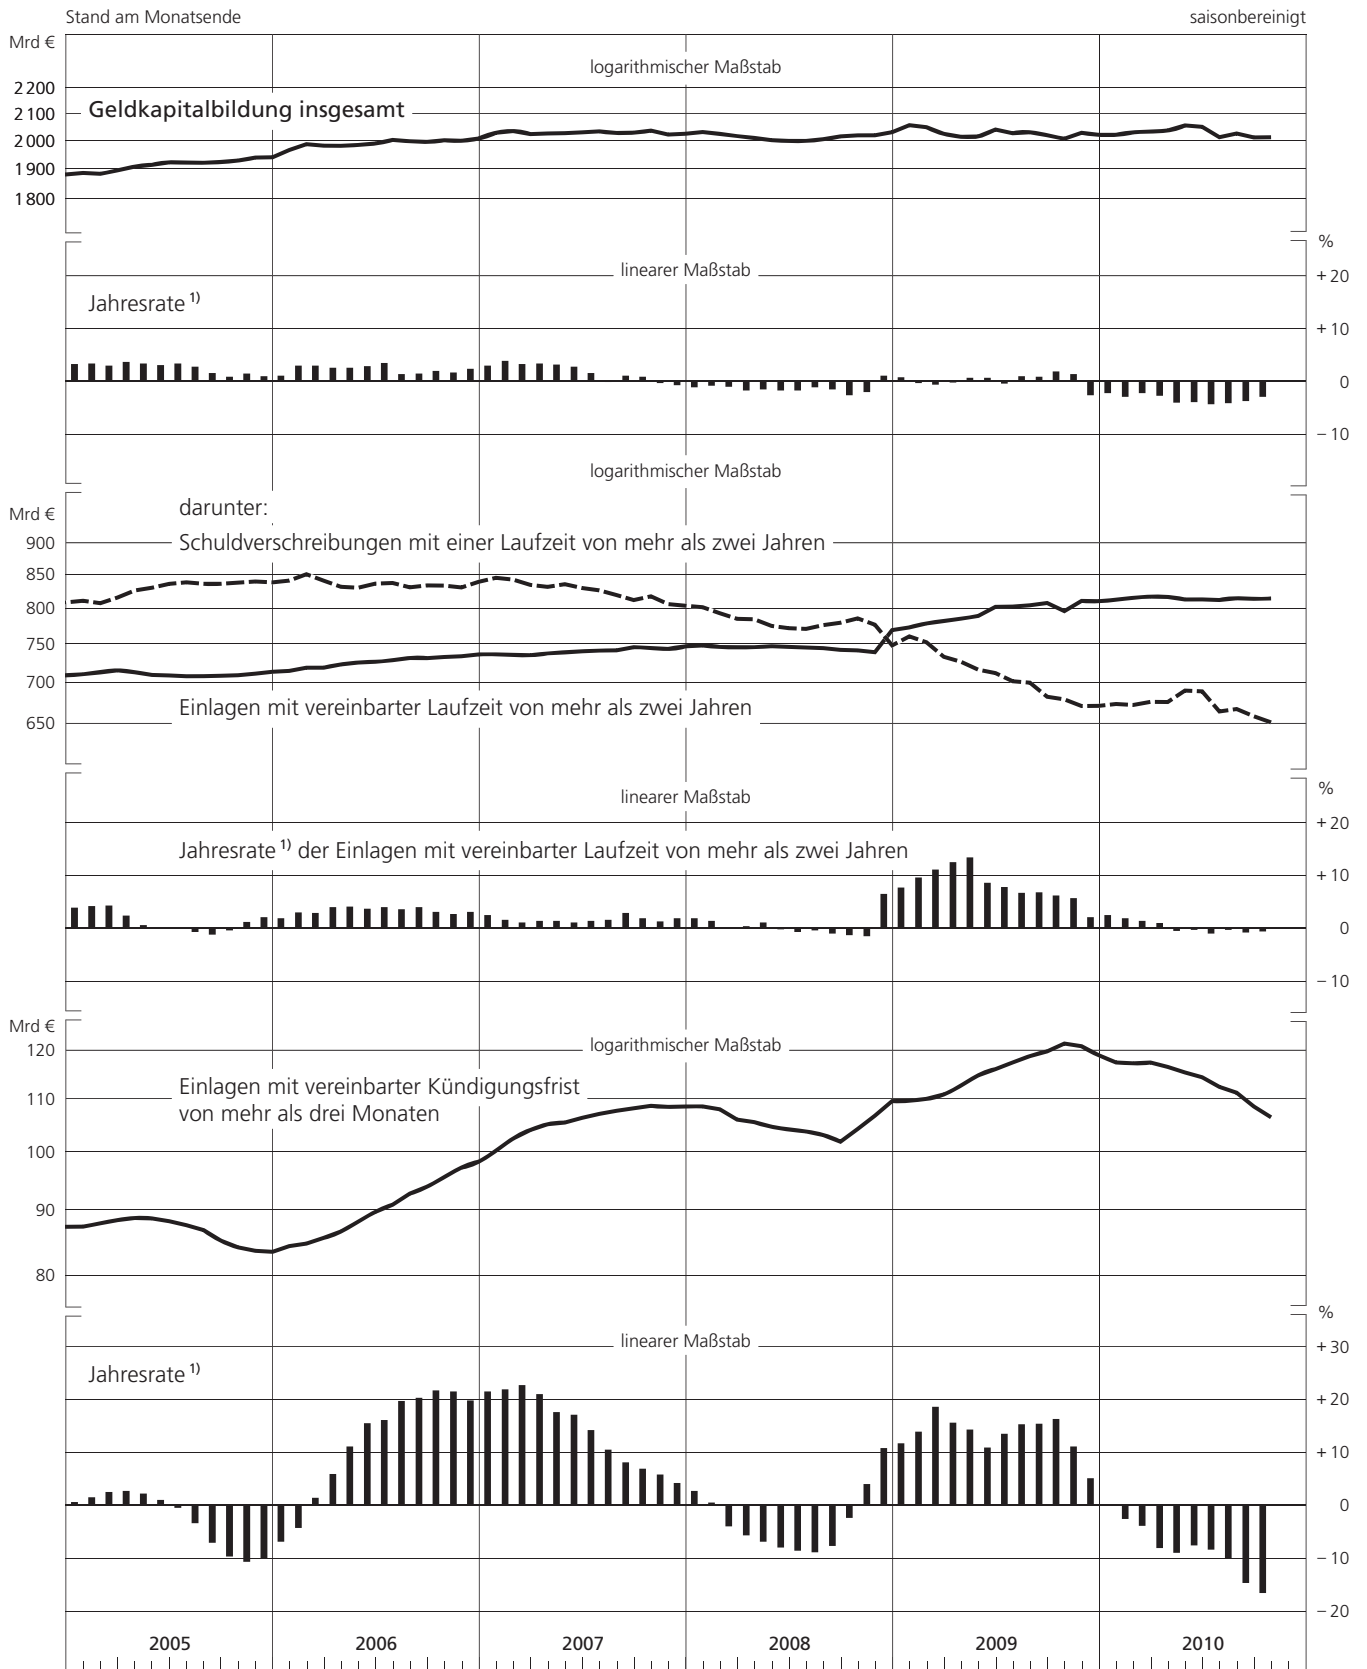 Stand am Monatsende
saisonbereinigt
Mrd €
logarithmischer Maßstab
2 200
Geldkapitalbildung insgesamt
2 100
2 000
1 900
1 800
%
linearer Maßstab
+ 20
Jahresrate 1)
+ 10
0
− 10
logarithmischer Maßstab
Mrd €
darunter:
900
Schuldverschreibungen mit einer Laufzeit von mehr als zwei Jahren
850
800
750
700
Einlagen mit vereinbarter Laufzeit von mehr als zwei Jahren
650
%
linearer Maßstab
+ 20
Jahresrate 1) der Einlagen mit vereinbarter Laufzeit von mehr als zwei Jahren
+ 10
0
− 10
Mrd €
logarithmischer Maßstab
120
Einlagen mit vereinbarter Kündigungsfrist
von mehr als drei Monaten
110
100
90
80
%
linearer Maßstab
+ 30
Jahresrate 1)
+ 20
+ 10
0
− 10
− 20
2005 2006 2007 2008 2009 2010